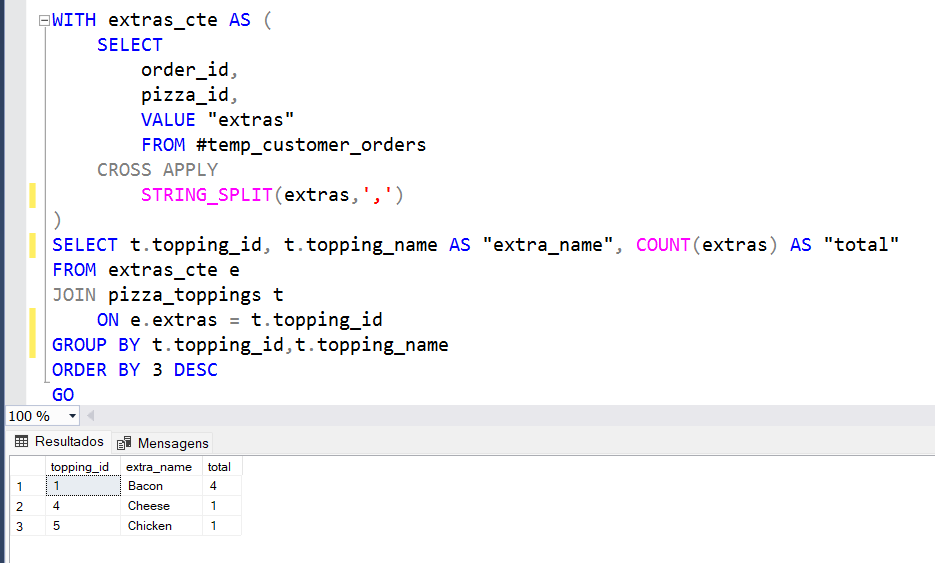 WITH extras_cte AS (
SELECT
order_id,
pizza_id,
VALUE "extras"
FROM #temp_customer_orders
CROSS APPLY
STRING_SPLIT(extras,',')
)
SELECT t.topping_id, t.topping_name AS "extra_name", COUNT(extras) AS "total"
FROM extras_cte e
JOIN pizza_toppings t
ON e.extras = t.topping_id
GROUP BY t.topping_id,t.topping_name
ORDER BY 3 DESC
GO
100 %
Resultados Mensagens
topping_id extra_name total
1 1 Bacon 4
2 4 Cheese 1
3 5 Chicken 1